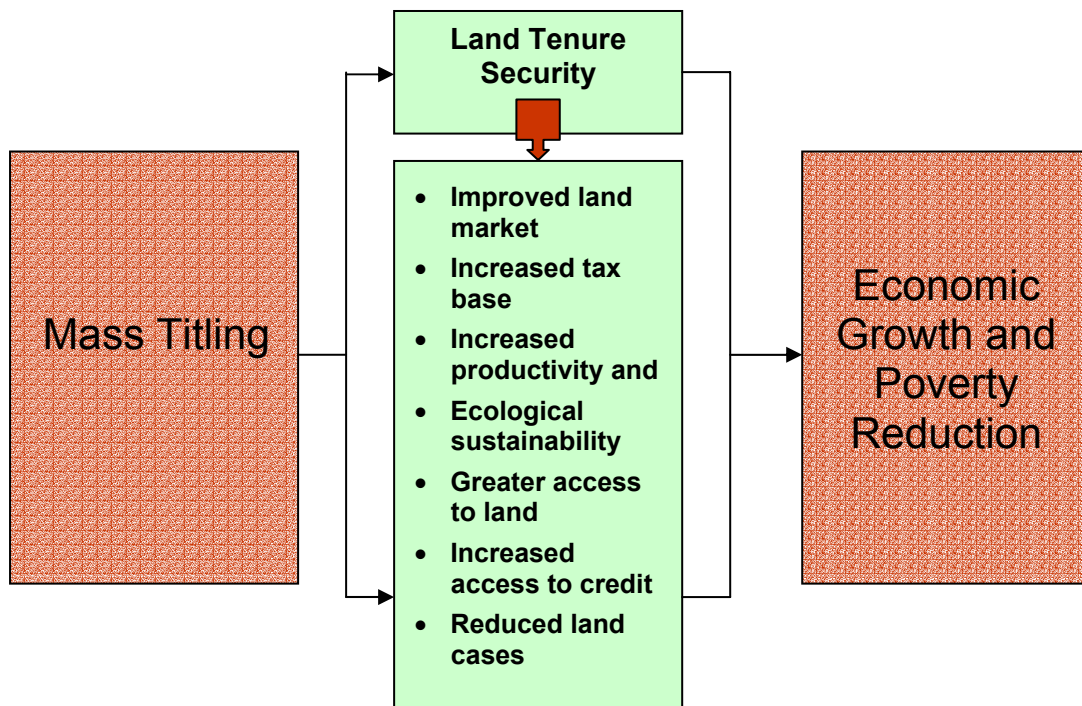 Land Tenure
Security
Mass Titling
• Improved land
market
• Increased tax
base
• Increased
productivity and
• Ecological
sustainability
• Greater access
to land
• Increased
access to credit
• Reduced land
cases
Economic
Growth and
Poverty
Reduction